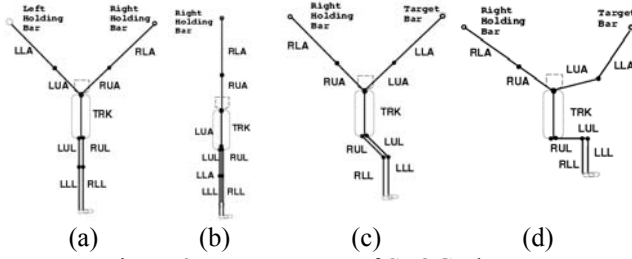 Left
Holding
Bar
Right
Holding
Bar
LLA
RLA
LUA
RUA
TRK
LUL
RUL
LLL
RLL
(a)
Right
Holding
Bar
RLA
RUA
LUA
TRK
LUL
RUL
LLA
LLL
RLL
(b)
Right
Holding
Bar
Target
Bar
RLA
LLA
RUA
LUA
TRK
LUL
RUL
LLL
RLL
(c)
Right
Holding
Bar
Target
Bar
RLA
LLA
RUA
LUA
TRK
LUL
RUL
LLL
RLL
(d)